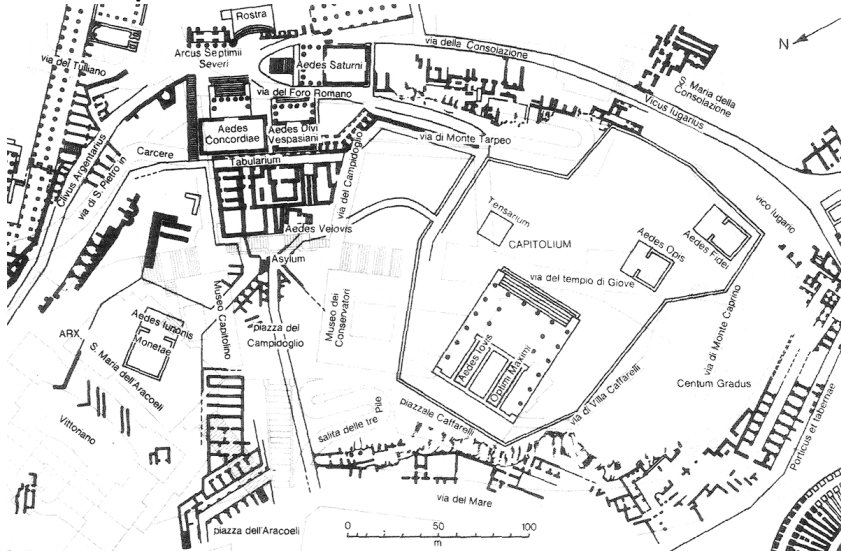 Rostra
via del Tulliano
Arcus Septimii
Severi
Aedes Saturni
via della Consolazione
N
S. Maria della
Consolazione
via del Foro Romano
Vicus Iugarius
Clivus Argentarius
via di S. Pietro in
Carcere
Aedes
Concordiae
Aedes Divi
Vespasiani
via di Monte Tarpeo
Tabularium
via del Campidoglio
Aedes Veiovis
Tensarium
CAPITOLIUM
Aedes Opis
Aedes Fidei
vico lugano
Asylum
via del tempio di Giove
Museo Capitolino
Museo dei
Conservatori
piazza del
Campidoglio
ARX
Aedes Iunonis
Monetae
S. Maria dell'Aracoeli
Aedes Iovis
Optimi Maximi
via di Monte Caprino
Centum Gradus
Vittoriano
salita delle tre Pile
piazzale Caffarelli
via di Villa Caffarelli
Porticus et tabernae
via del Mare
piazza dell'Aracoeli
0 50 100
m